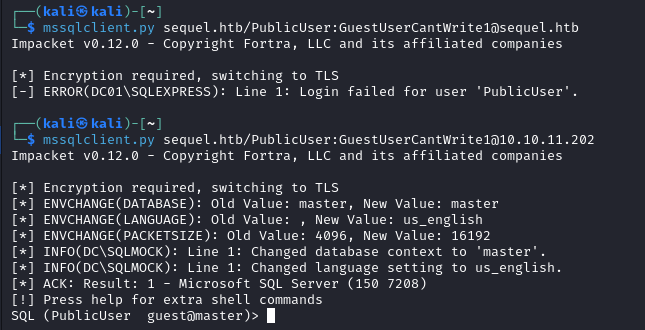 ┌──(kali㉿kali)-[~]
└─$ mssqlclient.py sequel.htb/PublicUser:GuestUserCantWrite1@sequel.htb
Impacket v0.12.0 - Copyright Fortra, LLC and its affiliated companies
[*] Encryption required, switching to TLS
[-] ERROR(DC01\SQLEXPRESS): Line 1: Login failed for user 'PublicUser'.
┌──(kali㉿kali)-[~]
└─$ mssqlclient.py sequel.htb/PublicUser:GuestUserCantWrite1@10.10.11.202
Impacket v0.12.0 - Copyright Fortra, LLC and its affiliated companies
[*] Encryption required, switching to TLS
[*] ENVCHANGE(DATABASE): Old Value: master, New Value: master
[*] ENVCHANGE(LANGUAGE): Old Value: , New Value: us_english
[*] ENVCHANGE(PACKETSIZE): Old Value: 4096, New Value: 16192
[*] INFO(DC\SQLMOCK): Line 1: Changed database context to 'master'.
[*] INFO(DC\SQLMOCK): Line 1: Changed language setting to us_english.
[*] ACK: Result: 1 - Microsoft SQL Server (150 7208)
[!] Press help for extra shell commands
SQL (PublicUser  guest@master)>